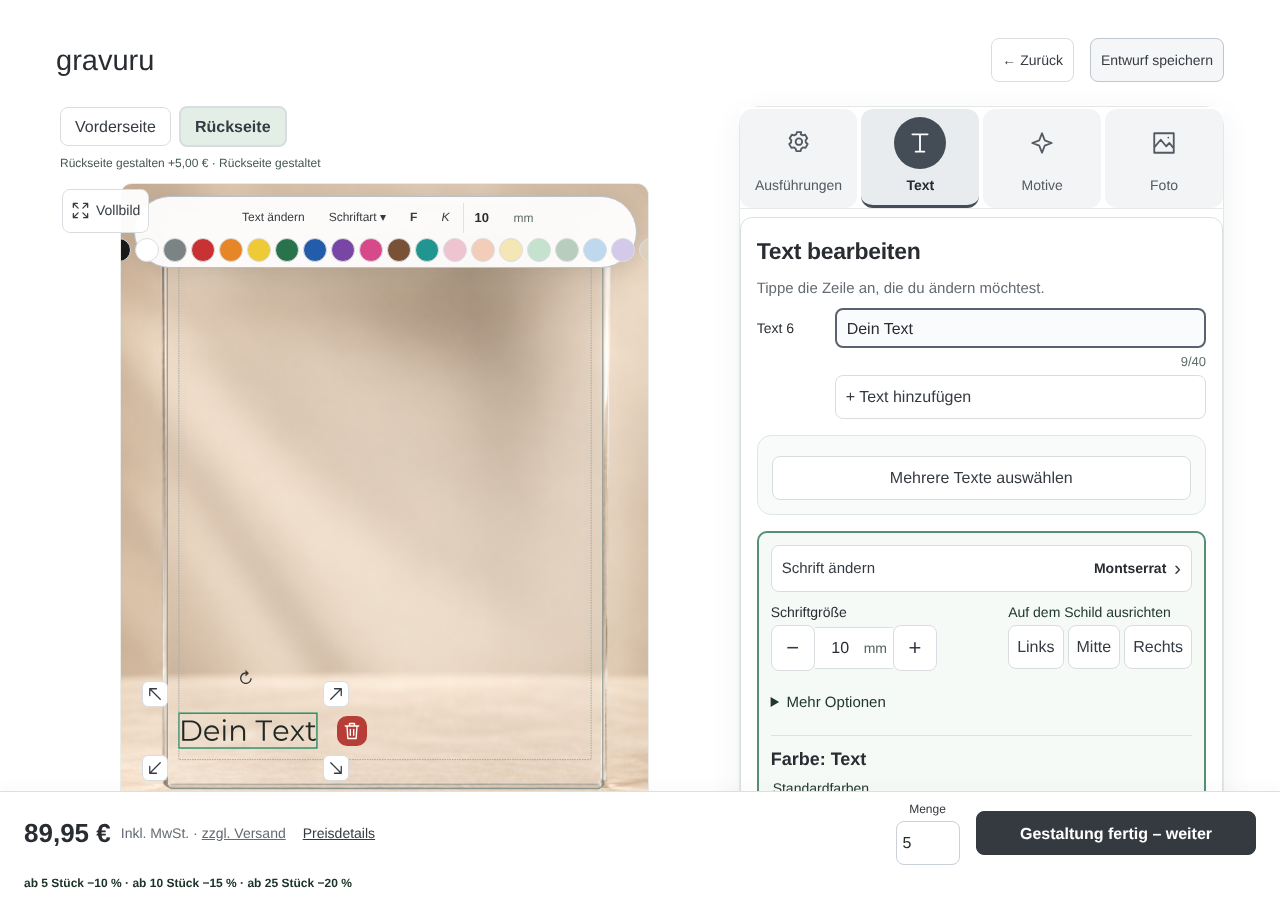 gravuru
← Zurück
Entwurf speichern
Vorderseite
Rückseite
Rückseite gestalten +5,00 € · Rückseite gestaltet
Vollbild
Text ändern
Schriftart ▾
F
K
10
mm
Dein Text
Ausführungen
Text
Motive
Foto
Text bearbeiten
Tippe die Zeile an, die du ändern möchtest.
Text 6
Dein Text
9/40
+ Text hinzufügen
Mehrere Texte auswählen
Schrift ändern
Montserrat ›
Schriftgröße
Auf dem Schild ausrichten
− 10 mm +
Links
Mitte
Rechts
▶ Mehr Optionen
Farbe: Text
Standardfarben
89,95 € Inkl. MwSt. · zzgl. Versand Preisdetails
ab 5 Stück −10 % · ab 10 Stück −15 % · ab 25 Stück −20 %
Menge
5
Gestaltung fertig – weiter